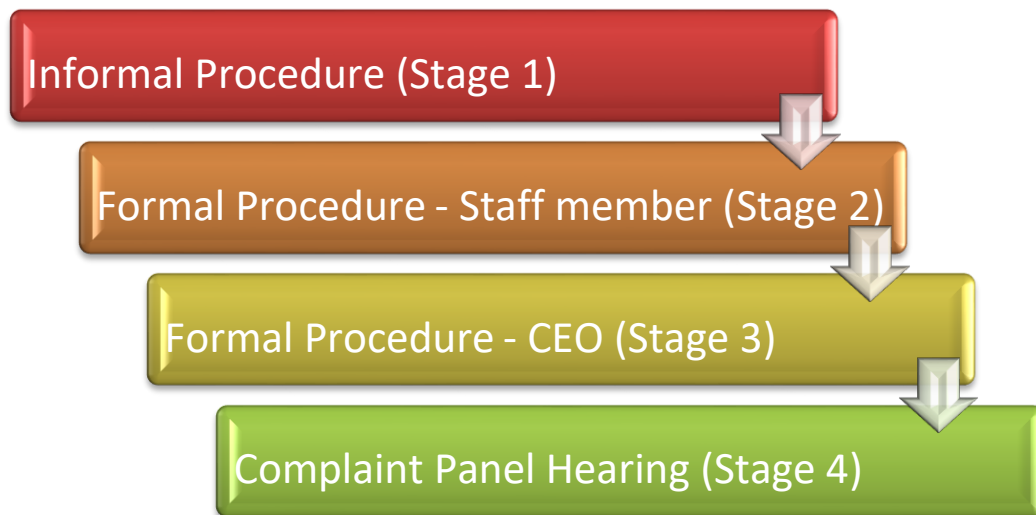 Informal Procedure (Stage 1)
Formal Procedure - Staff member (Stage 2)
Formal Procedure - CEO (Stage 3)
Complaint Panel Hearing (Stage 4)